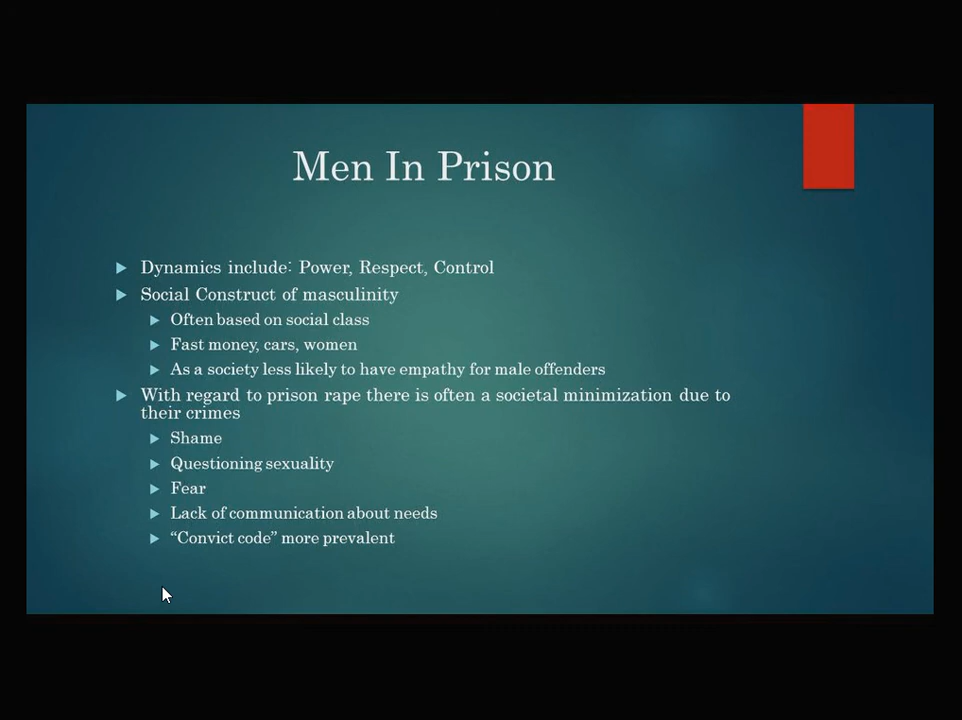 Men In Prison
Dynamics include: Power, Respect, Control
Social Construct of masculinity
Often based on social class
Fast money, cars, women
As a society less likely to have empathy for male offenders
With regard to prison rape there is often a societal minimization due to
their crimes
Shame
Questioning sexuality
Fear
Lack of communication about needs
“Convict code” more prevalent